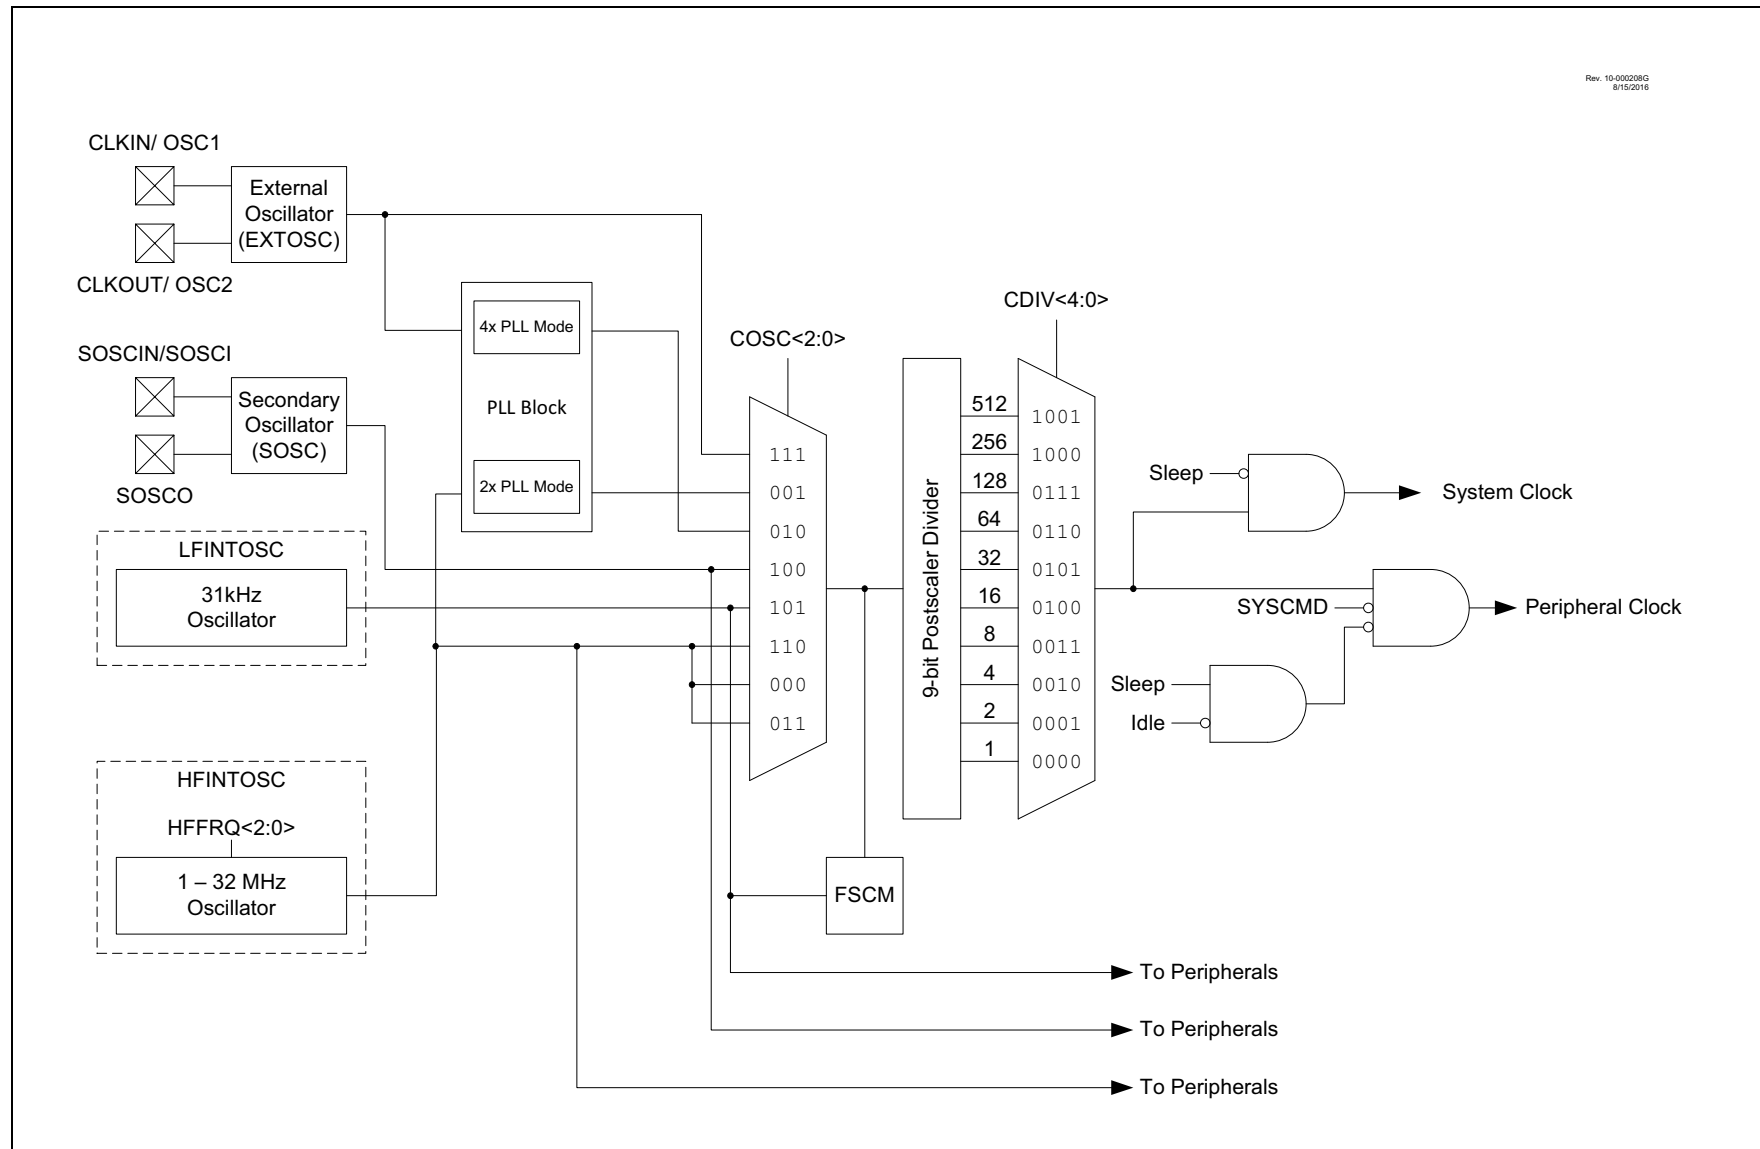 Rev. 10-000208G
8/15/2016
CLKIN/ OSC1
External
Oscillator
(EXTOSC)
CLKOUT/ OSC2
SOSCIN/SOSCI
Secondary
Oscillator
(SOSC)
SOSCO
LFINTOSC
31kHz
Oscillator
HFINTOSC
HFFRQ<2:0>
1 – 32 MHz
Oscillator
4x PLL Mode
PLL Block
2x PLL Mode
COSC<2:0>
111
001
010
100
101
110
000
011
FSCM
9-bit Postscaler Divider
512
256
128
64
32
16
8
4
2
1
CDIV<4:0>
1001
1000
0111
0110
0101
0100
0011
0010
0001
0000
Sleep
System Clock
SYSCMD
Peripheral Clock
Sleep
Idle
To Peripherals
To Peripherals
To Peripherals